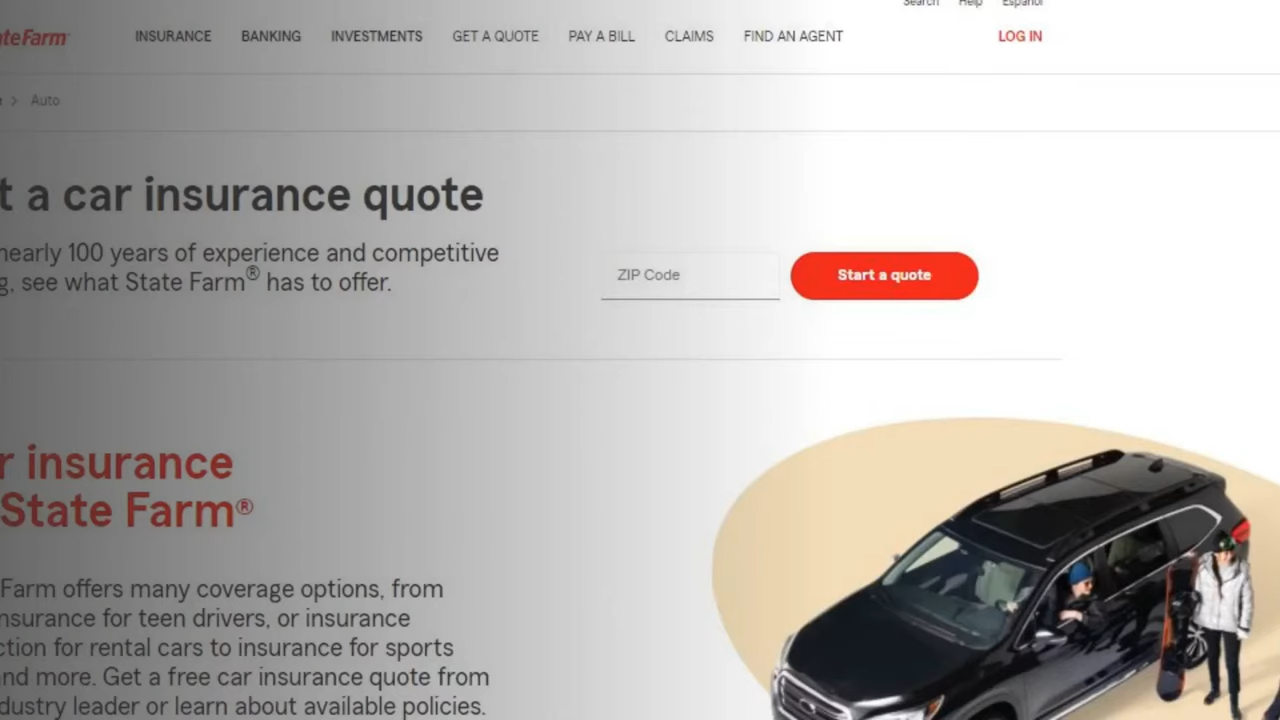 Search Help Español
ateFarm
INSURANCE BANKING INVESTMENTS GET A QUOTE PAY A BILL CLAIMS FIND AN AGENT LOG IN
> Auto
t a car insurance quote
nearly 100 years of experience and competitive
g, see what State Farm® has to offer.
ZIP Code
Start a quote
r insurance
State Farm®
Farm offers many coverage options, from
nsurance for teen drivers, or insurance
ction for rental cars to insurance for sports
nd more. Get a free car insurance quote from
dustry leader or learn about available policies.